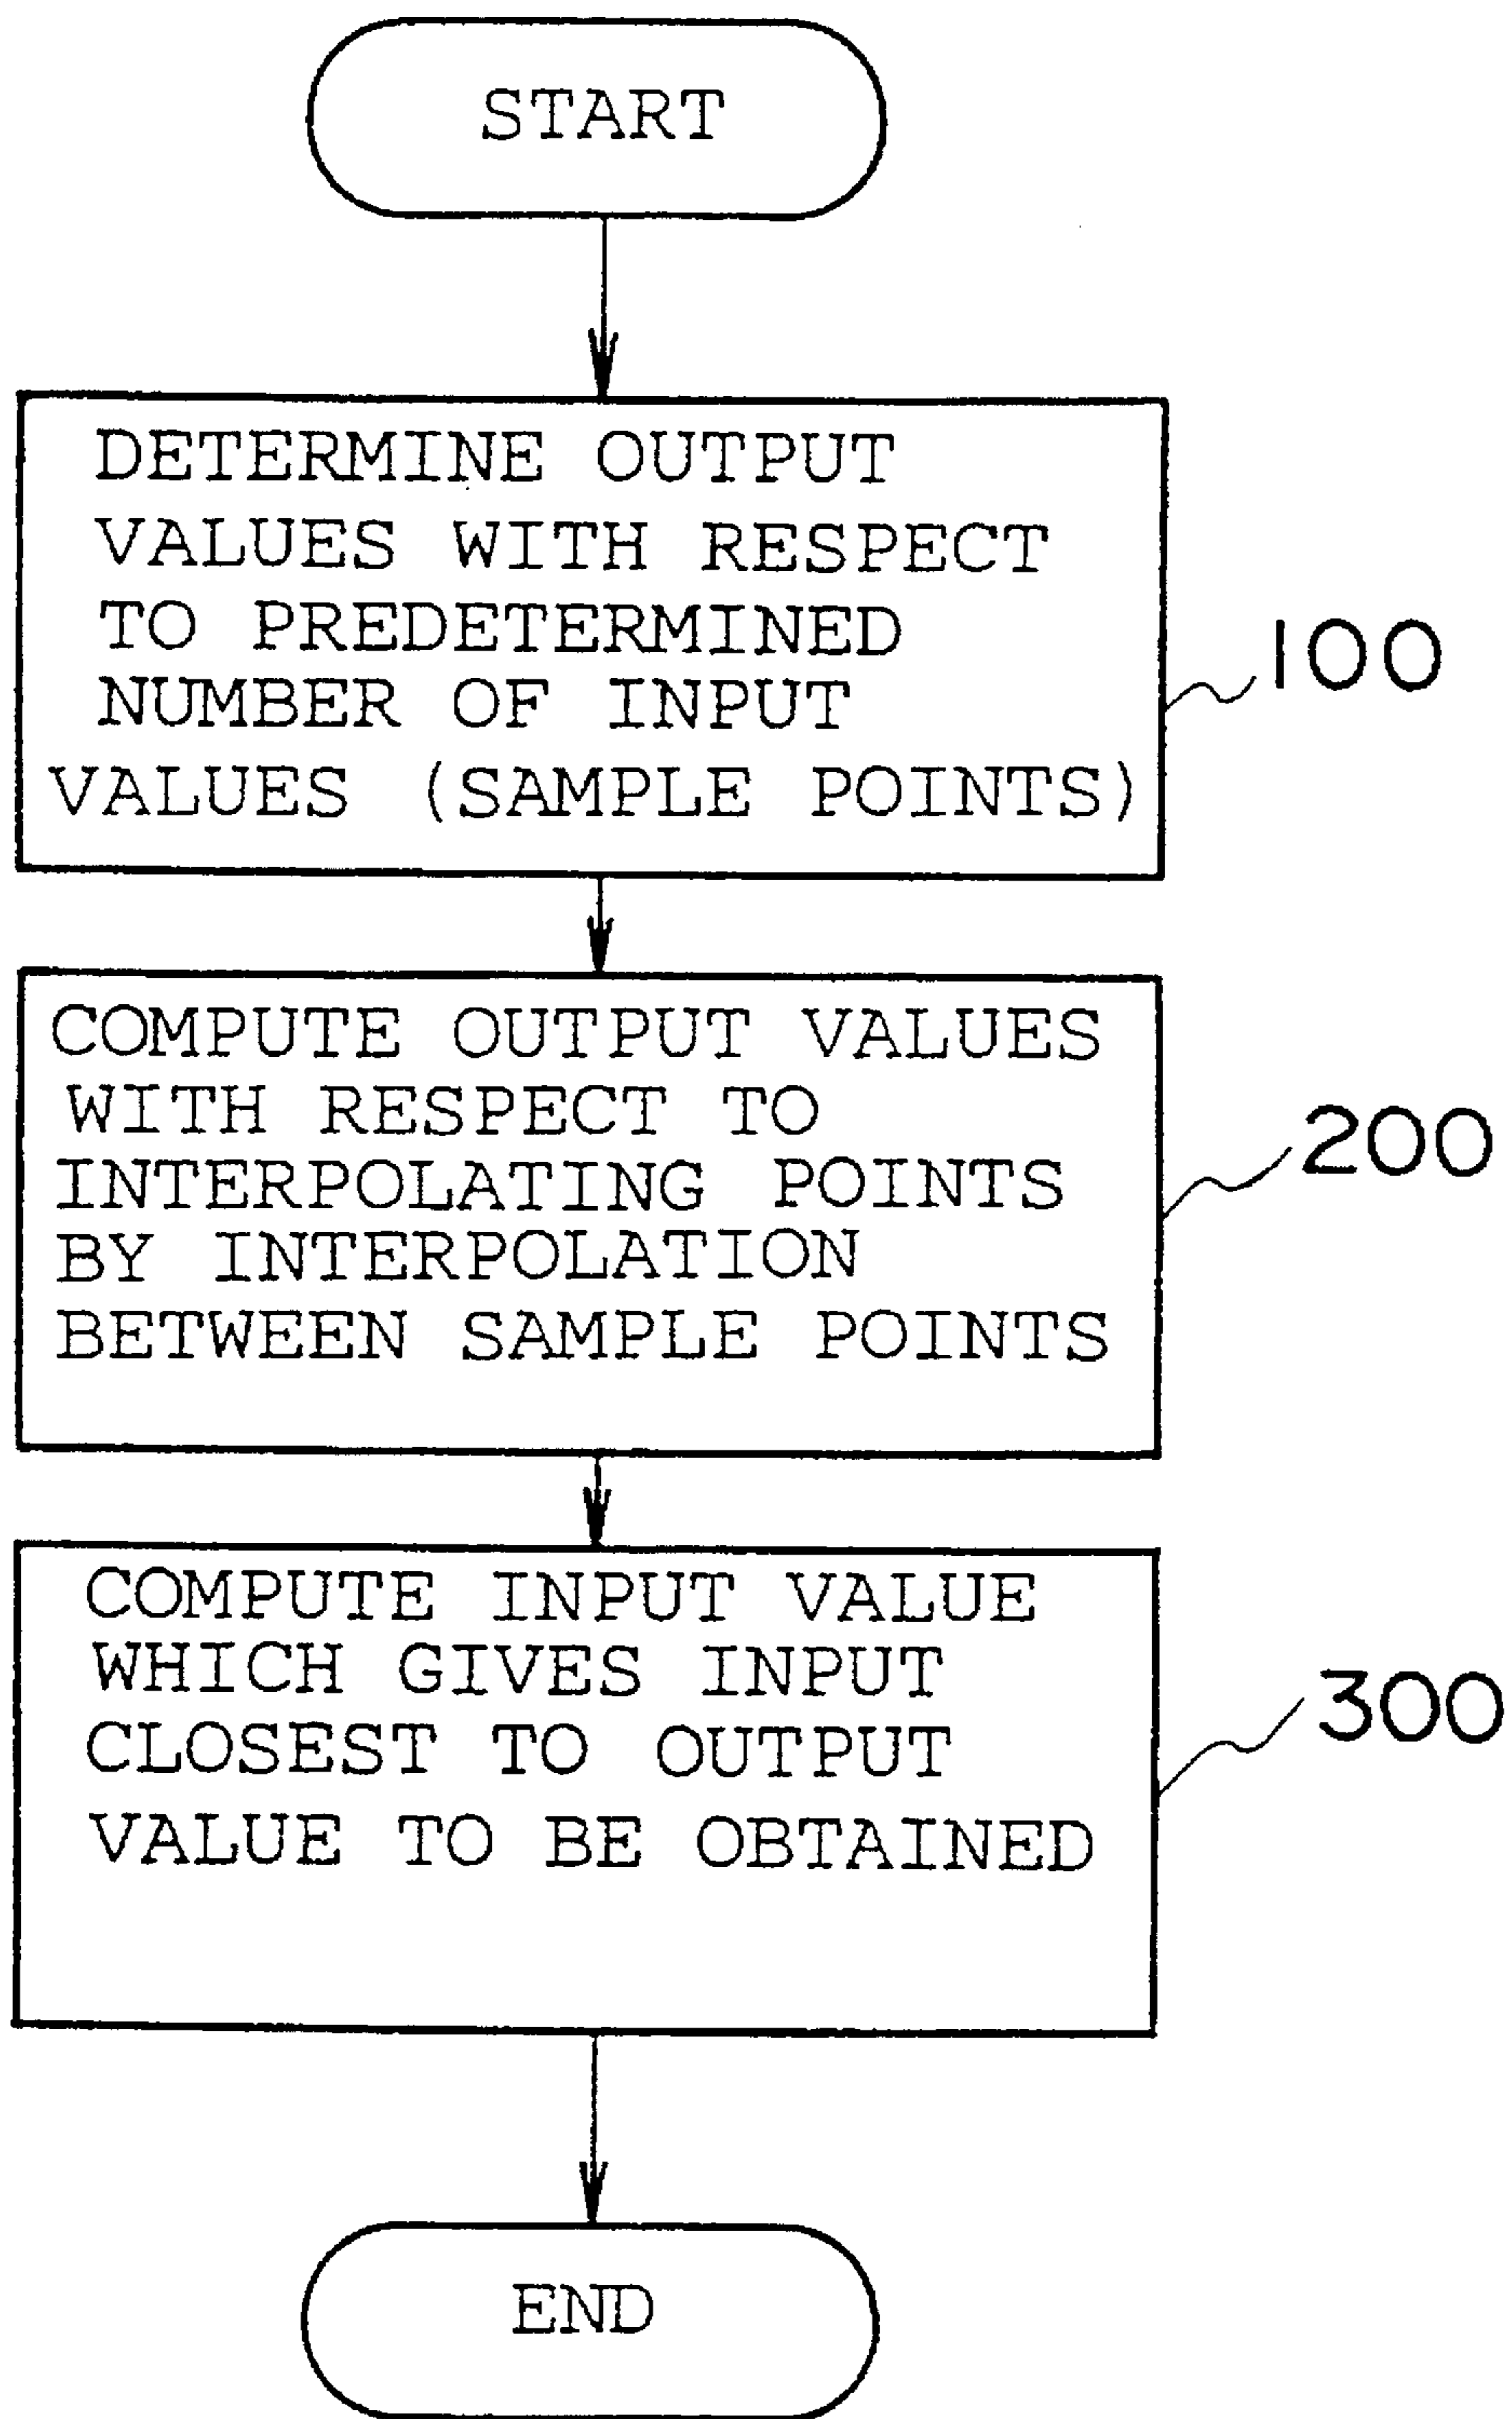 START
DETERMINE OUTPUT
VALUES WITH RESPECT
TO PREDETERMINED
NUMBER OF INPUT
VALUES (SAMPLE POINTS)
100
COMPUTE OUTPUT VALUES
WITH RESPECT TO
INTERPOLATING POINTS
BY INTERPOLATION
BETWEEN SAMPLE POINTS
200
COMPUTE INPUT VALUE
WHICH GIVES INPUT
CLOSEST TO OUTPUT
VALUE TO BE OBTAINED
300
END